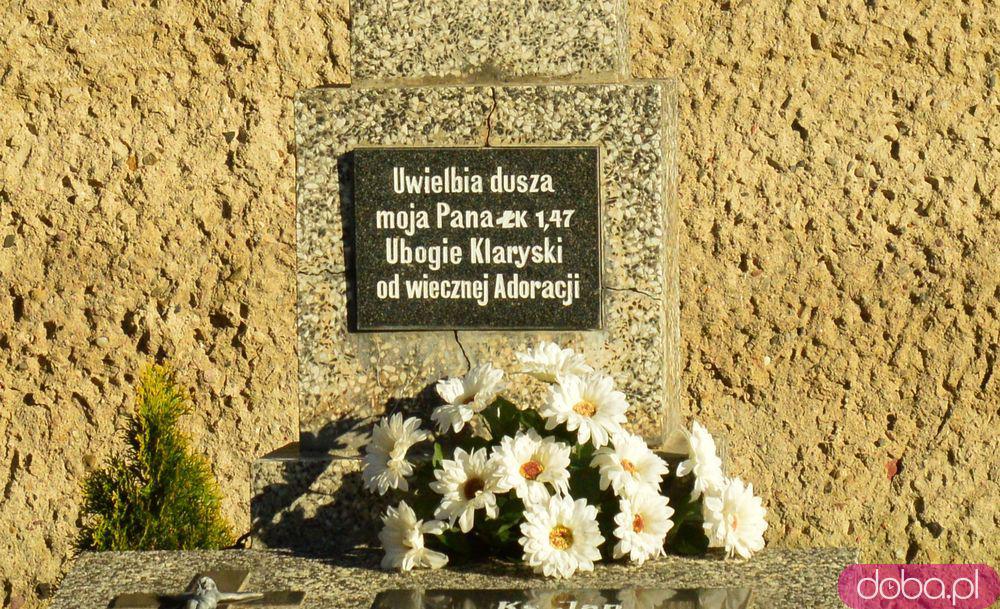 Uwielbia dusza
moja Pana ŁK 1,47
Ubogie Klaryski
od wiecznej Adoracji
doba.pl